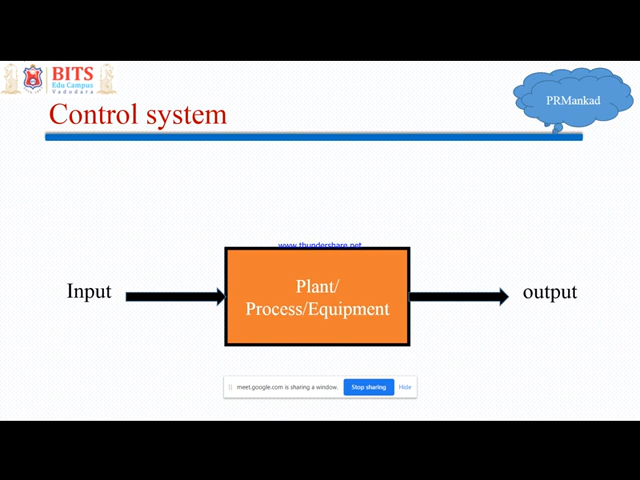 BITS
Edu Campus
Vadodara
PRMankad
Control system
www.thundershare.net
Plant/
Process/Equipment
Input
output
meet.google.com is sharing a window.
Stop sharing
Hide